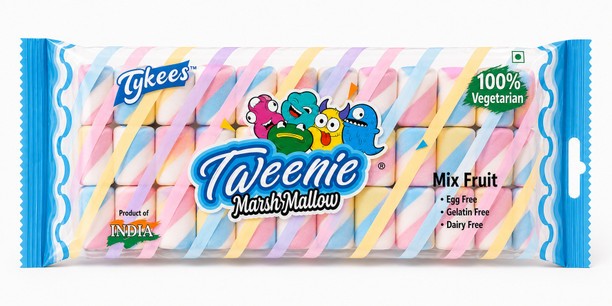 Tykees™
100%
Vegetarian
Tweenie®
MarshMallow
Mix Fruit
• Egg Free
• Gelatin Free
• Dairy Free
Product of
INDIA